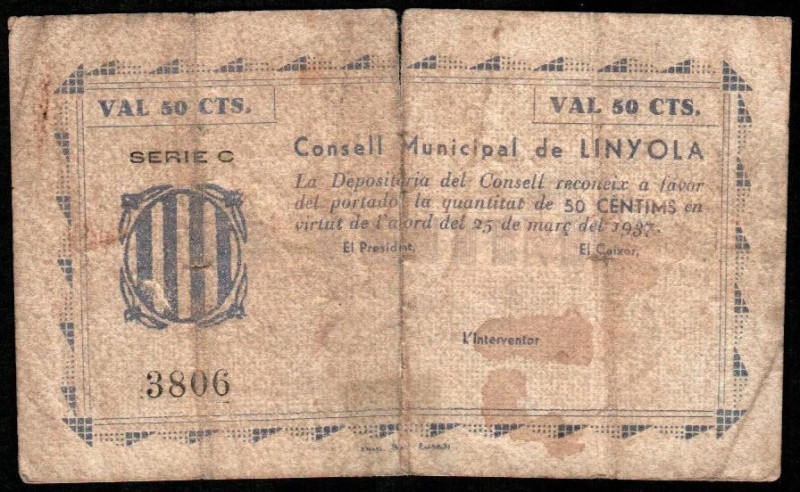 VAL 50 CTS.
VAL 50 CTS.
SERIE C
Consell Municipal de LINYOLA
La Depositaria del Consell reconeix a favor
del portador la quantitat de 50 CÈNTIMS en
virtut de l'acord del 25 de març del 1937.
El President, El Caixer,
L'Interventor
3806